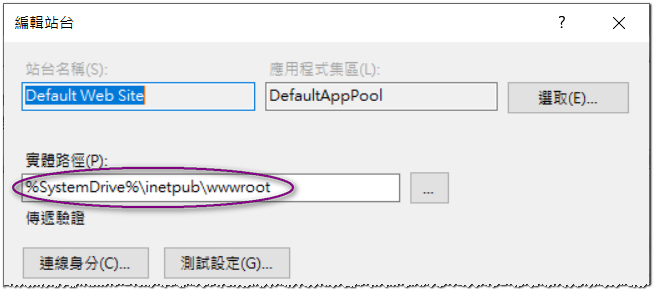 編輯站台 ? ×
站台名稱(S): 應用程式集區(L):
Default Web Site DefaultAppPool 選取(E)...
實體路徑(P):
%SystemDrive%\inetpub\wwwroot ...
傳遞驗證
連線身分(C)... 測試設定(G)...